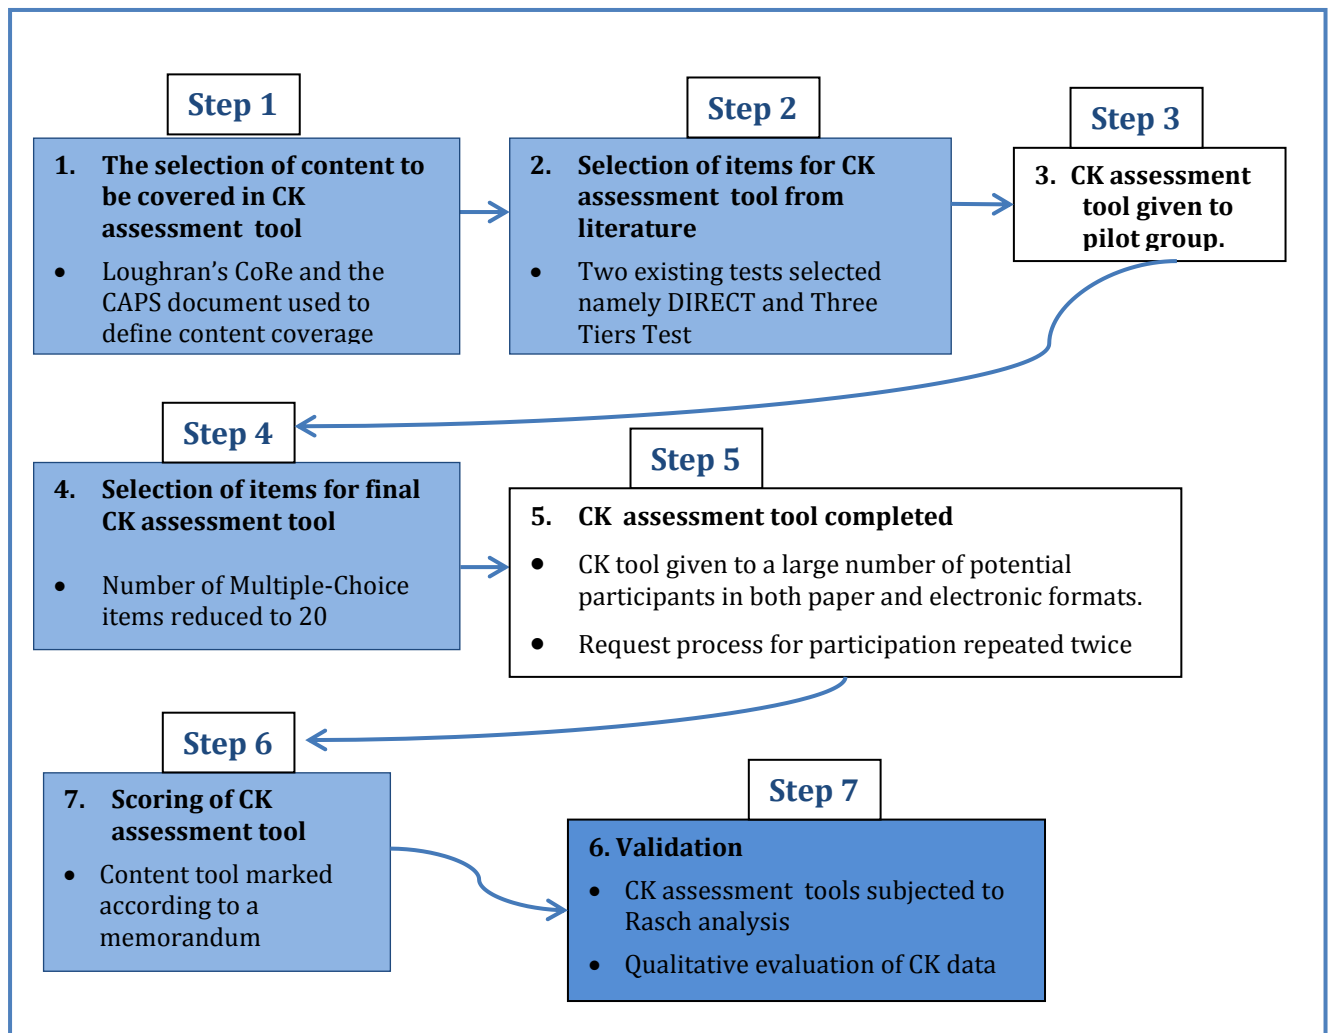 Step 1
1. The selection of content to
be covered in CK
assessment tool
• Loughran’s CoRe and the
CAPS document used to
define content coverage
Step 2
2. Selection of items for CK
assessment tool from
literature
• Two existing tests selected
namely DIRECT and Three
Tiers Test
Step 3
3. CK assessment
tool given to
pilot group.
Step 4
4. Selection of items for final
CK assessment tool
• Number of Multiple-Choice
items reduced to 20
Step 5
5. CK assessment tool completed
• CK tool given to a large number of potential
participants in both paper and electronic formats.
• Request process for participation repeated twice
Step 6
7. Scoring of CK
assessment tool
• Content tool marked
according to a
memorandum
Step 7
6. Validation
• CK assessment tools subjected to
Rasch analysis
• Qualitative evaluation of CK data